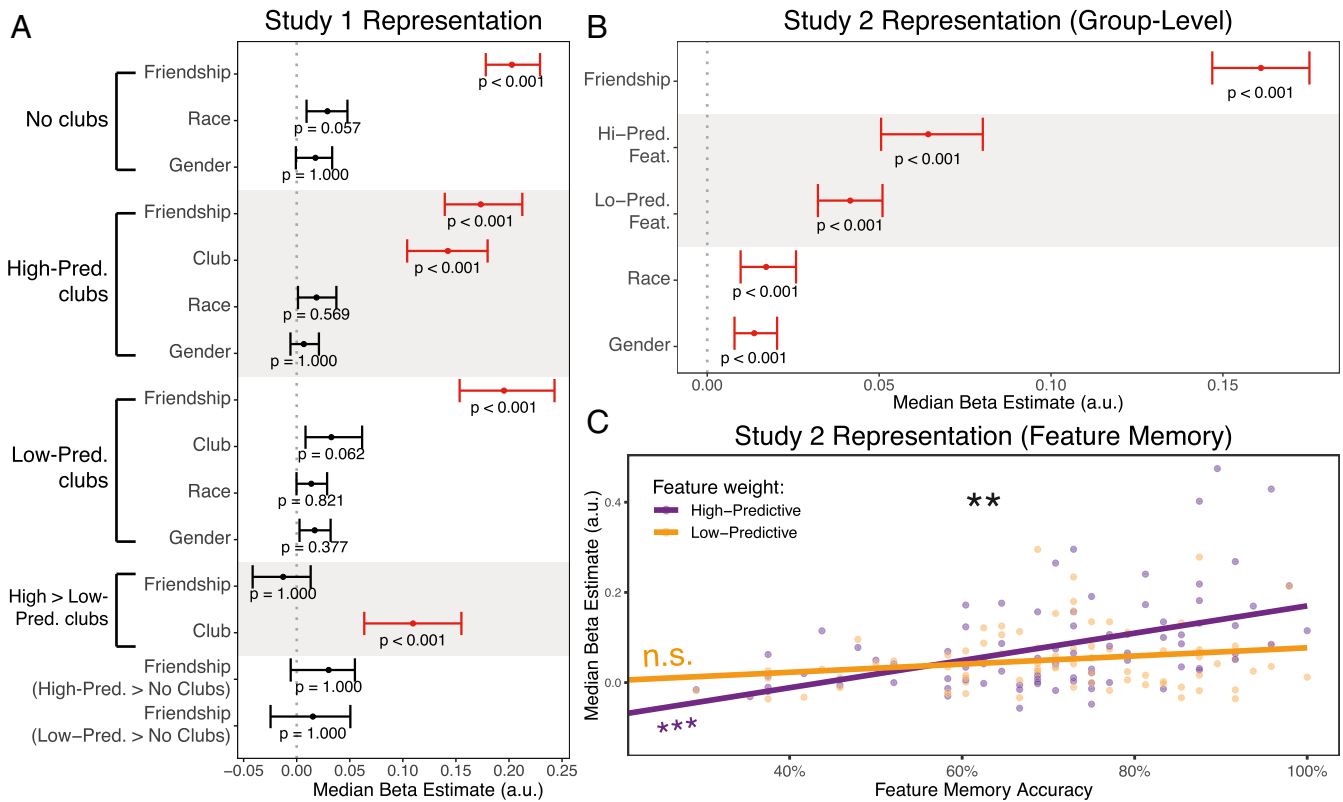 A
Study 1 Representation
No clubs
Friendship
p < 0.001
Race
p = 0.057
Gender
p = 1.000
High-Pred.
clubs
Friendship
p < 0.001
Club
p < 0.001
Race
p = 0.569
Gender
p = 1.000
Low-Pred.
clubs
Friendship
p < 0.001
Club
p = 0.062
Race
p = 0.821
Gender
p = 0.377
High > Low-
Pred. clubs
Friendship
p = 1.000
Club
p < 0.001
Friendship
(High−Pred. > No Clubs)
p = 1.000
Friendship
(Low−Pred. > No Clubs)
p = 1.000
−0.05 0.00 0.05 0.10 0.15 0.20 0.25
Median Beta Estimate (a.u.)
B
Study 2 Representation (Group-Level)
Friendship
p < 0.001
Hi−Pred.
Feat.
p < 0.001
Lo−Pred.
Feat.
p < 0.001
Race
p < 0.001
Gender
p < 0.001
0.00 0.05 0.10 0.15
Median Beta Estimate (a.u.)
C
Study 2 Representation (Feature Memory)
Median Beta Estimate (a.u.)
0.4
0.2
0.0
Feature weight:
High−Predictive
Low−Predictive
**
n.s.
***
40% 60% 80% 100%
Feature Memory Accuracy